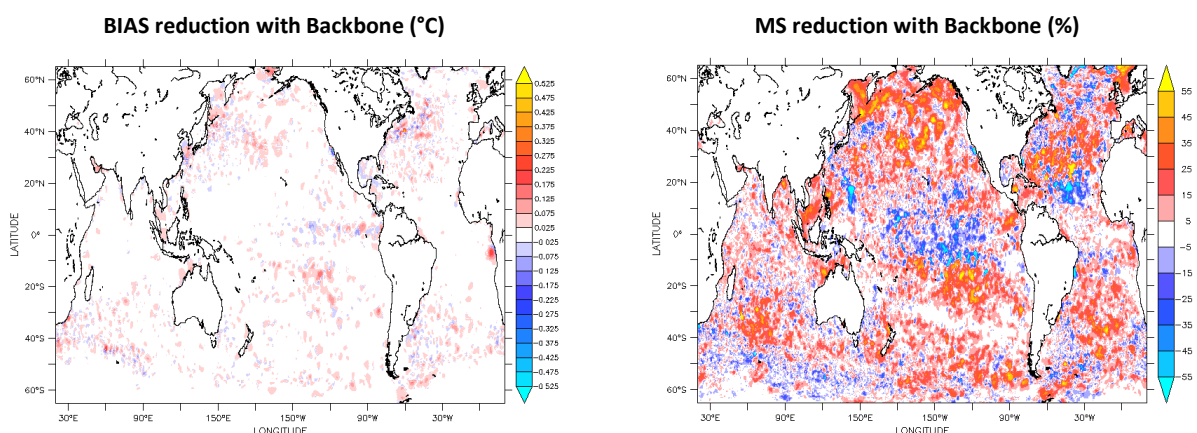 BIAS reduction with Backbone (°C)
60°N
40°N
20°N
0°
20°S
40°S
60°S
LATITUDE
30°E
90°E
150°E
150°W
90°W
30°W
LONGITUDE
0.525
0.475
0.425
0.375
0.325
0.275
0.225
0.175
0.125
0.075
0.025
-0.025
-0.075
-0.125
-0.175
-0.225
-0.275
-0.325
-0.375
-0.425
-0.475
-0.525
MS reduction with Backbone (%)
60°N
40°N
20°N
0°
20°S
40°S
60°S
LATITUDE
30°E
90°E
150°E
150°W
90°W
30°W
LONGITUDE
55
45
35
25
15
5
-5
-15
-25
-35
-45
-55